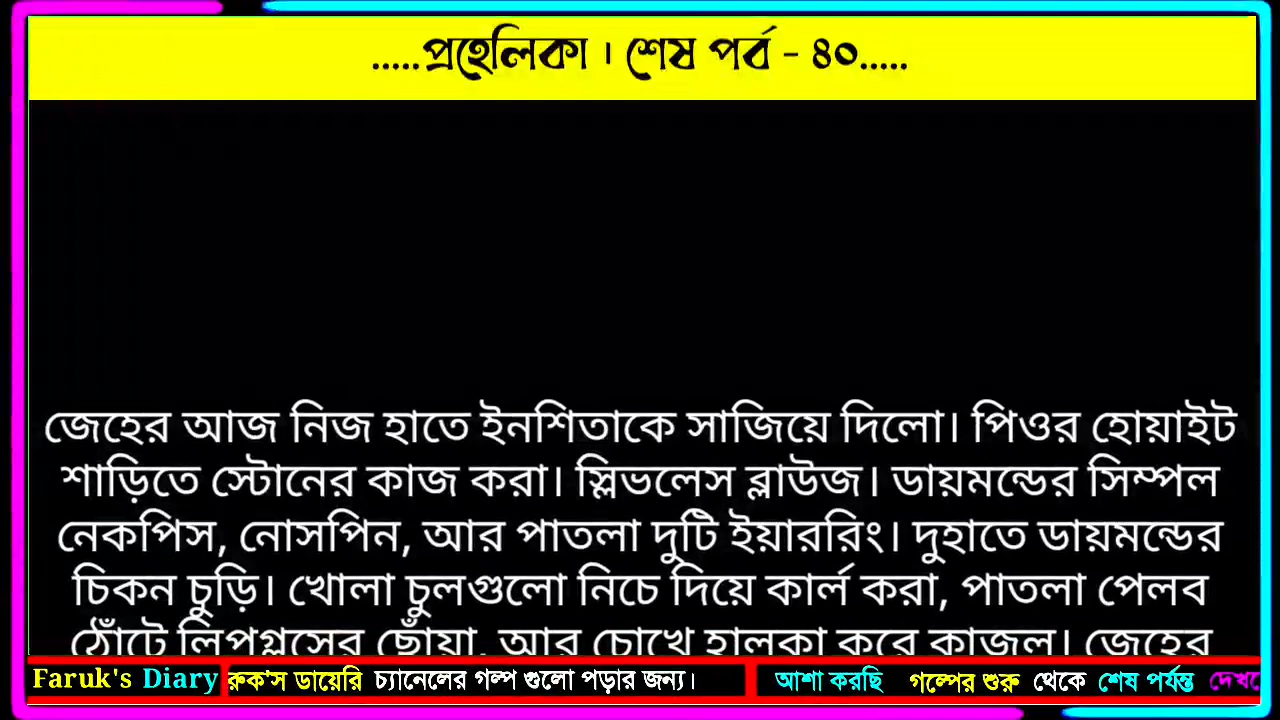 .....প্রহেলিকা । শেষ পর্ব - ৪০.....
জেহের আজ নিজ হাতে ইনশিতাকে সাজিয়ে দিলো। পিওর হোয়াইট
শাড়িতে স্টোনের কাজ করা। স্লিভলেস ব্লাউজ। ডায়মন্ডের সিম্পল
নেকপিস, নোসপিন, আর পাতলা দুটি ইয়াররিং। দুহাতে ডায়মন্ডের
চিকন চুড়ি। খোলা চুলগুলো নিচে দিয়ে কার্ল করা, পাতলা পেলব
ঠোঁটে লিপগ্লসের ছোঁয়া, আর চোখে হালকা করে কাজল। জেহের
Faruk's Diary রুক'স ডায়েরি চ্যানেলের গল্প গুলো পড়ার জন্য। আশা করছি গল্পের শুরু থেকে শেষ পর্যন্ত